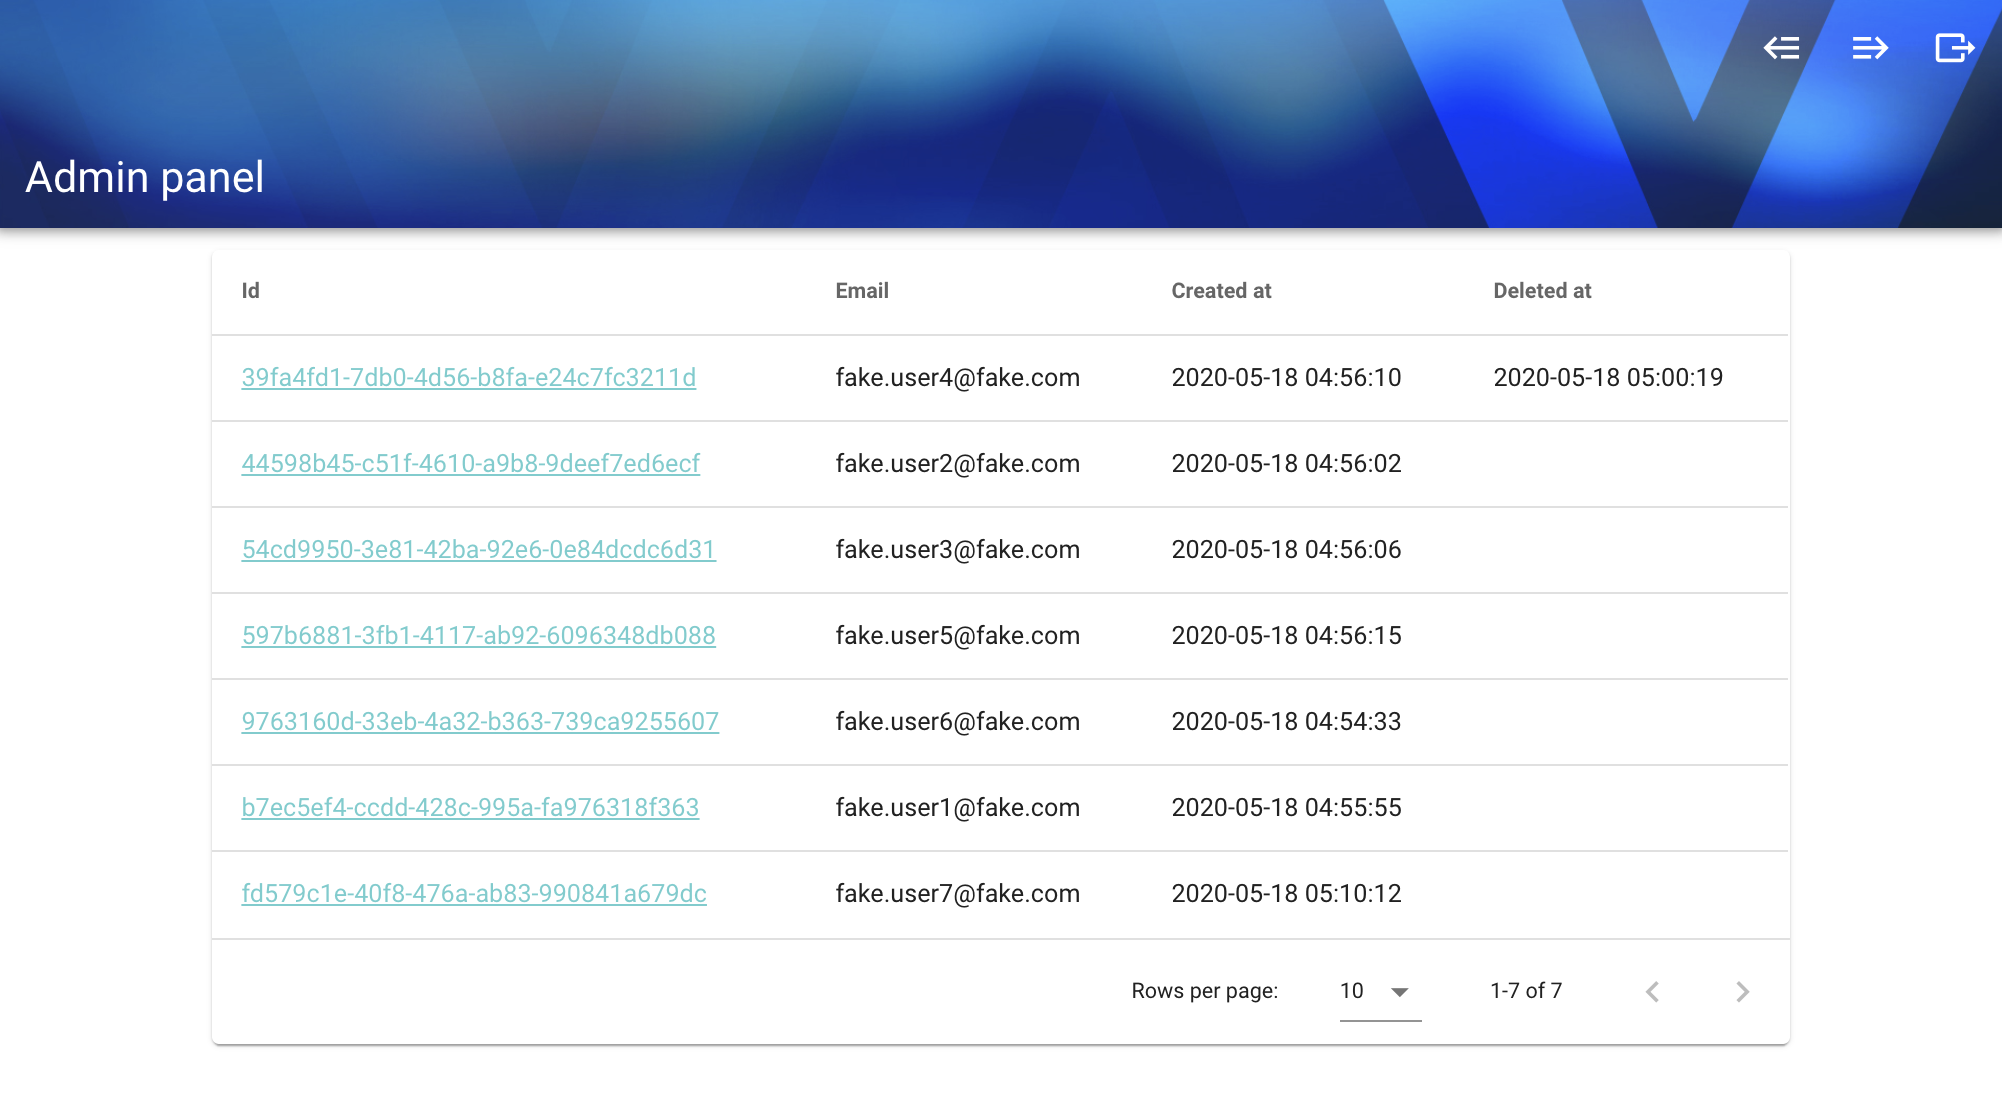 Admin panel
Id Email Created at Deleted at
39fa4fd1-7db0-4d56-b8fa-e24c7fc3211d fake.user4@fake.com 2020-05-18 04:56:10 2020-05-18 05:00:19
44598b45-c51f-4610-a9b8-9deef7ed6ecf fake.user2@fake.com 2020-05-18 04:56:02
54cd9950-3e81-42ba-92e6-0e84dcdc6d31 fake.user3@fake.com 2020-05-18 04:56:06
597b6881-3fb1-4117-ab92-6096348db088 fake.user5@fake.com 2020-05-18 04:56:15
9763160d-33eb-4a32-b363-739ca9255607 fake.user6@fake.com 2020-05-18 04:54:33
b7ec5ef4-ccdd-428c-995a-fa976318f363 fake.user1@fake.com 2020-05-18 04:55:55
fd579c1e-40f8-476a-ab83-990841a679dc fake.user7@fake.com 2020-05-18 05:10:12
Rows per page: 10 1-7 of 7